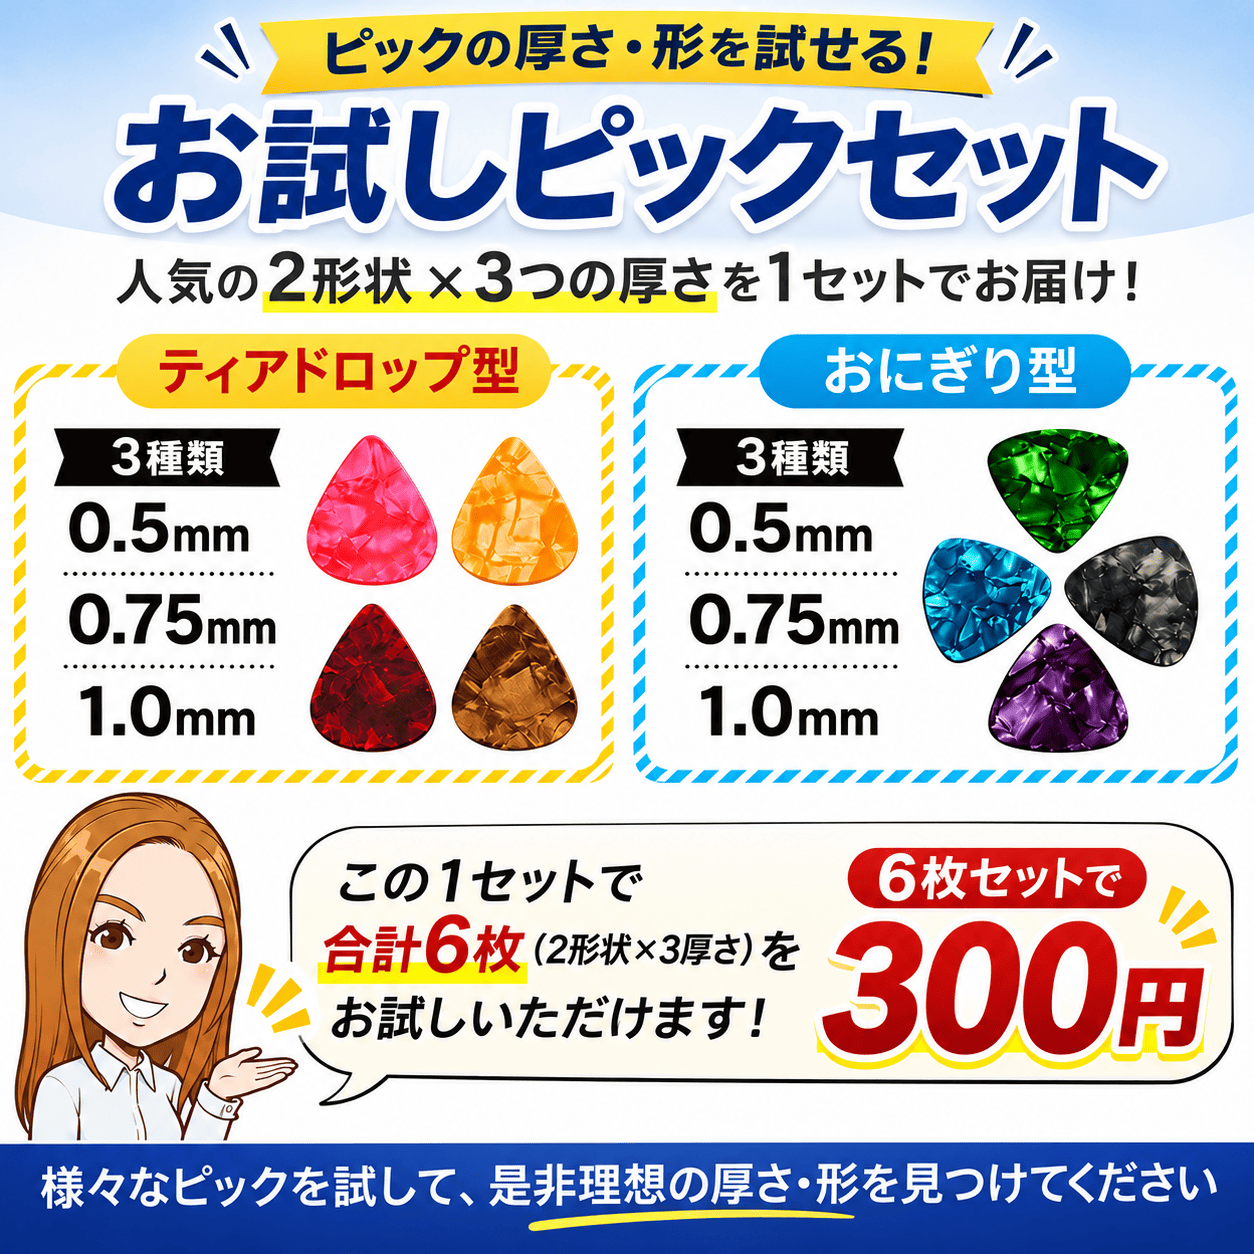 ピックの厚さ・形を試せる！
お試しピックセット
人気の2形状×3つの厚さを1セットでお届け！
ティアドロップ型
3種類
0.5mm
0.75mm
1.0mm
おにぎり型
3種類
0.5mm
0.75mm
1.0mm
この1セットで
合計6枚（2形状×3厚さ）を
お試しいただけます！
6枚セットで
300円
様々なピックを試して、是非理想の厚さ・形を見つけてください